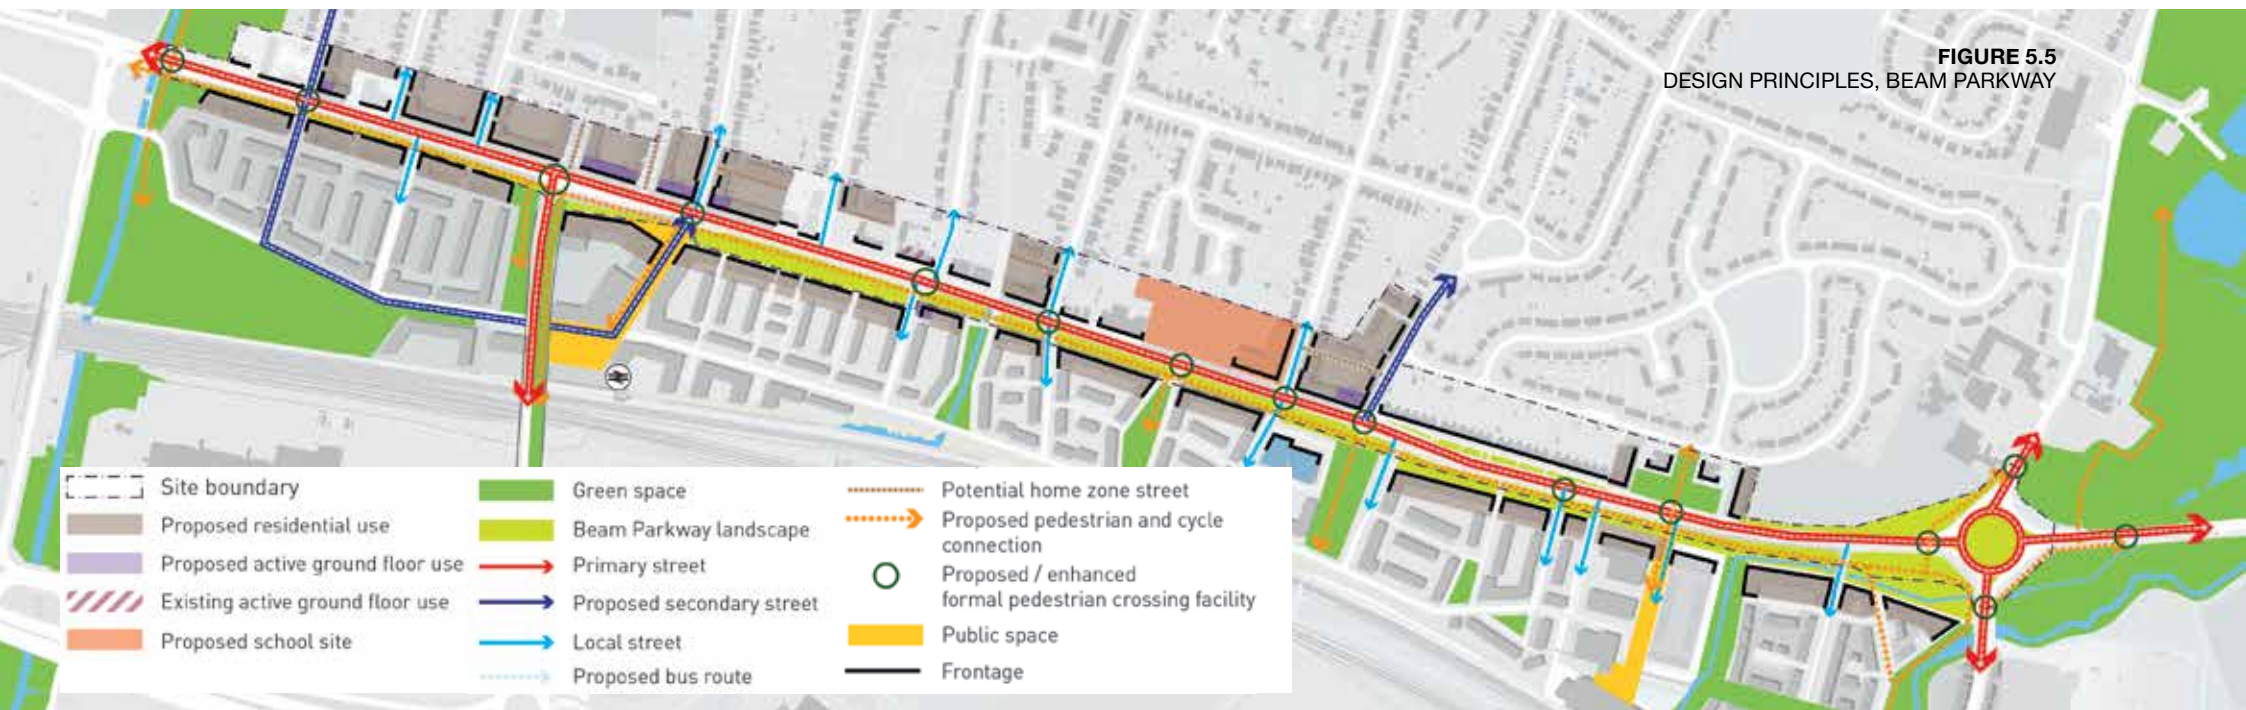 FIGURE 5.5
DESIGN PRINCIPLES, BEAM PARKWAY
Site boundary
Proposed residential use
Proposed active ground floor use
Existing active ground floor use
Proposed school site
Green space
Beam Parkway landscape
Primary street
Proposed secondary street
Local street
Proposed bus route
Potential home zone street
Proposed pedestrian and cycle
connection
Proposed / enhanced
formal pedestrian crossing facility
Public space
Frontage